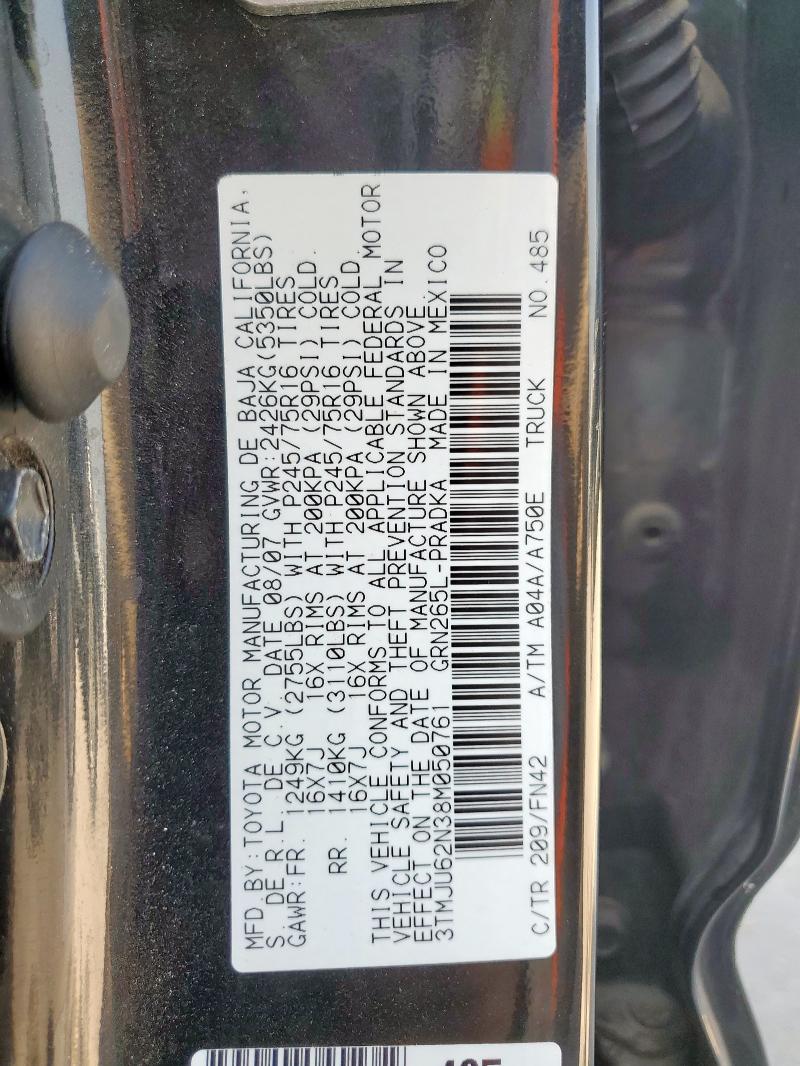 MFD.BY:TOYOTA MOTOR MANUFACTURING DE BAJA CALIFORNIA,
S. DE R.L. DE C.V. DATE 08/07 GVWR:2426KG(5350LBS)
GAWR:FR. 1249KG (2755LBS) WITH P245/75R16 TIRES
16X7J 16X RIMS AT 200KPA (29PSI) COLD.
RR. 1410KG (3110LBS) WITH P245/75R16 TIRES
16X7J 16X RIMS AT 200KPA (29PSI) COLD.
THIS VEHICLE CONFORMS TO ALL APPLICABLE FEDERAL MOTOR
VEHICLE SAFETY AND THEFT PREVENTION STANDARDS IN
EFFECT ON THE DATE OF MANUFACTURE SHOWN ABOVE.
3TMJU62N38M050761 GRN265L-PRADKA MADE IN MEXICO
C/TR 209/FN42 A/TM A04A/A750E TRUCK NO.485